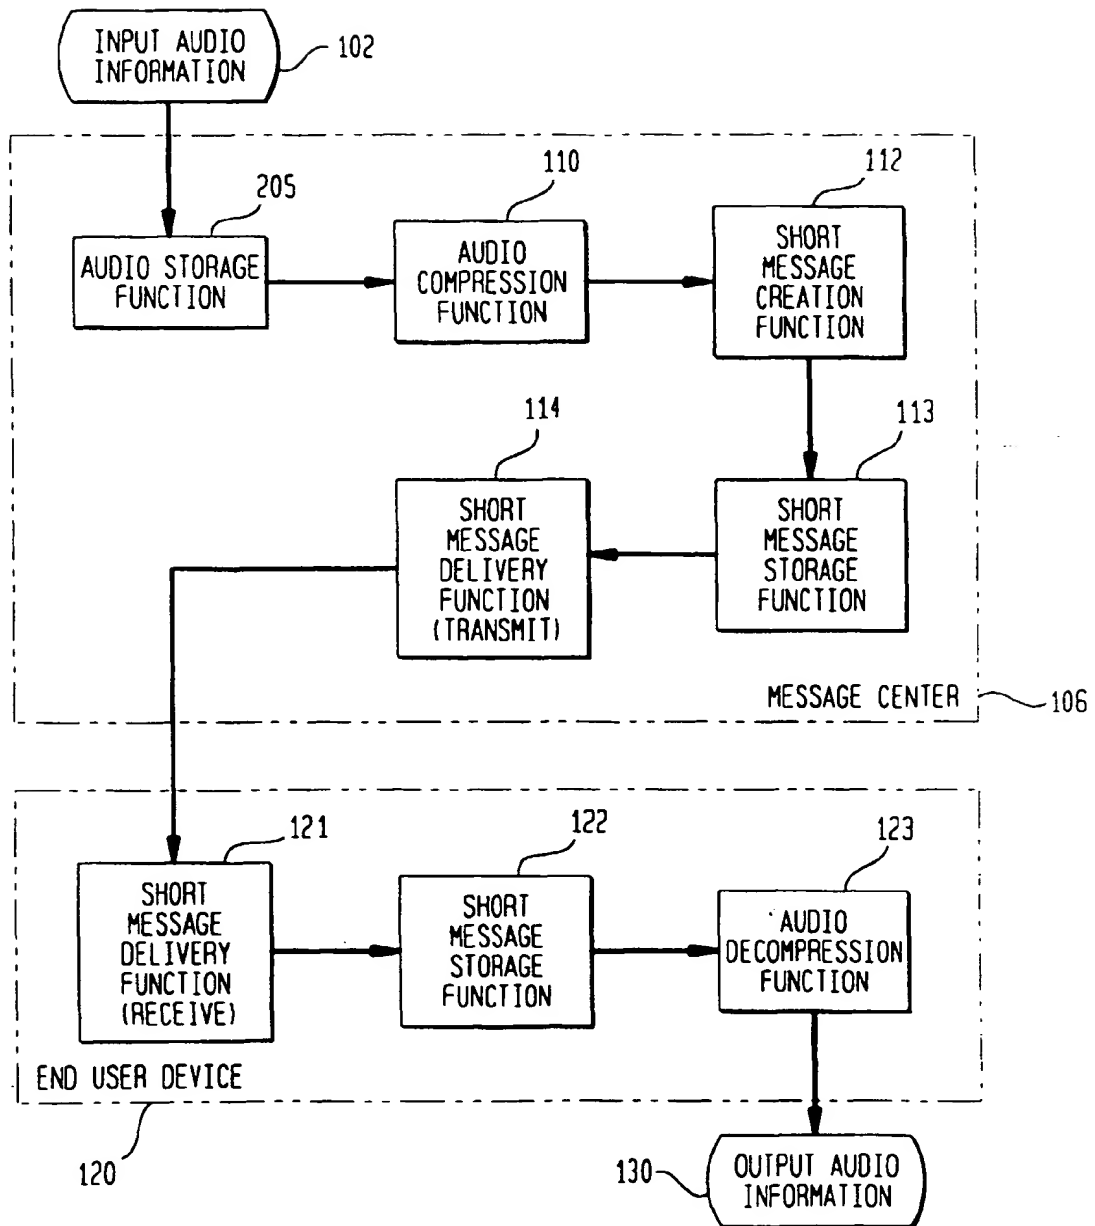 INPUT AUDIO
INFORMATION
102
205
AUDIO STORAGE
FUNCTION
110
AUDIO
COMPRESSION
FUNCTION
112
SHORT
MESSAGE
CREATION
FUNCTION
114
SHORT
MESSAGE
DELIVERY
FUNCTION
(TRANSMIT)
113
SHORT
MESSAGE
STORAGE
FUNCTION
MESSAGE CENTER
106
121
SHORT
MESSAGE
DELIVERY
FUNCTION
(RECEIVE)
122
SHORT
MESSAGE
STORAGE
FUNCTION
123
AUDIO
DECOMPRESSION
FUNCTION
END USER DEVICE
120
130
OUTPUT AUDIO
INFORMATION